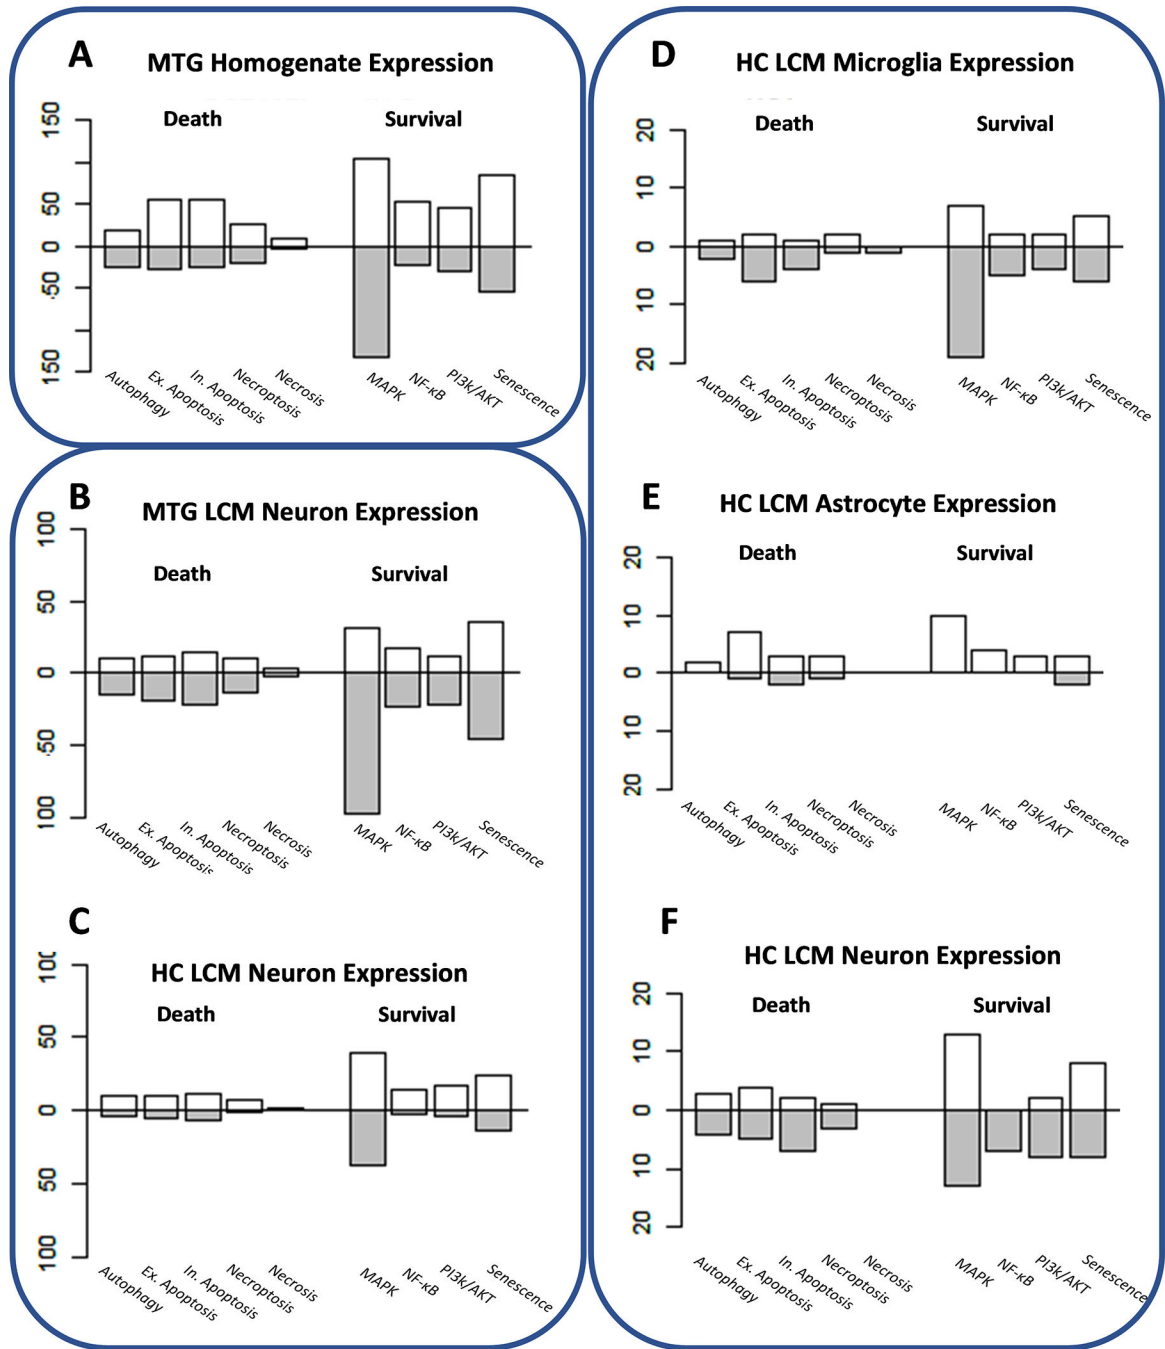 A
MTG Homogenate Expression
Death
Survival
150
50
0
-50
150
Autophagy
Ex. Apoptosis
In. Apoptosis
Necroptosis
Necrosis
MAPK
NF-κB
PI3k/AKT
Senescence
B
MTG LCM Neuron Expression
Death
Survival
100
50
0
-50
100
Autophagy
Ex. Apoptosis
In. Apoptosis
Necroptosis
Necrosis
MAPK
NF-κB
PI3k/AKT
Senescence
C
HC LCM Neuron Expression
Death
Survival
100
50
0
50
100
Autophagy
Ex. Apoptosis
In. Apoptosis
Necroptosis
Necrosis
MAPK
NF-κB
PI3k/AKT
Senescence
D
HC LCM Microglia Expression
Death
Survival
20
10
0
10
20
Autophagy
Ex. Apoptosis
In. Apoptosis
Necroptosis
Necrosis
MAPK
NF-κB
PI3k/AKT
Senescence
E
HC LCM Astrocyte Expression
Death
Survival
20
10
0
10
20
Autophagy
Ex. Apoptosis
In. Apoptosis
Necroptosis
Necrosis
MAPK
NF-κB
PI3k/AKT
Senescence
F
HC LCM Neuron Expression
Death
Survival
20
10
0
10
20
Autophagy
Ex. Apoptosis
In. Apoptosis
Necroptosis
Necrosis
MAPK
NF-κB
PI3k/AKT
Senescence